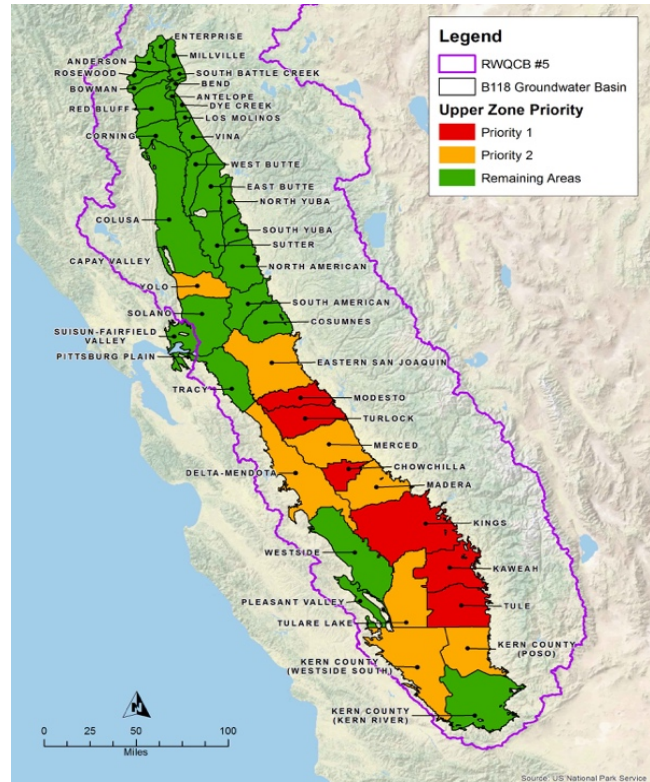 Legend
RWQCB #5
B118 Groundwater Basin
Upper Zone Priority
Priority 1
Priority 2
Remaining Areas
ENTERPRISE
ANDERSON
MILLVILLE
ROSEWOOD
SOUTH BATTLE CREEK
BOWMAN
BEND
ANTELOPE
RED BLUFF
DYE CREEK
LOS MOLINOS
CORNING
VINA
WEST BUTTE
EAST BUTTE
NORTH YUBA
COLUSA
SOUTH YUBA
SUTTER
CAPAY VALLEY
NORTH AMERICAN
YOLO
SOUTH AMERICAN
SOLANO
COSUMNES
SUISUN-FAIRFIELD
VALLEY
PITTSBURG PLAIN
EASTERN SAN JOAQUIN
TRACY
MODESTO
TURLOCK
MERCED
DELTA-MENDOTA
CHOWCHILLA
MADERA
KINGS
WESTSIDE
KAWEAH
PLEASANT VALLEY
TULE
TULARE LAKE
KERN COUNTY
(POSO)
KERN COUNTY
(WESTSIDE SOUTH)
KERN COUNTY
(KERN RIVER)
N
0 25 50 100
Miles
Source: US National Park Service